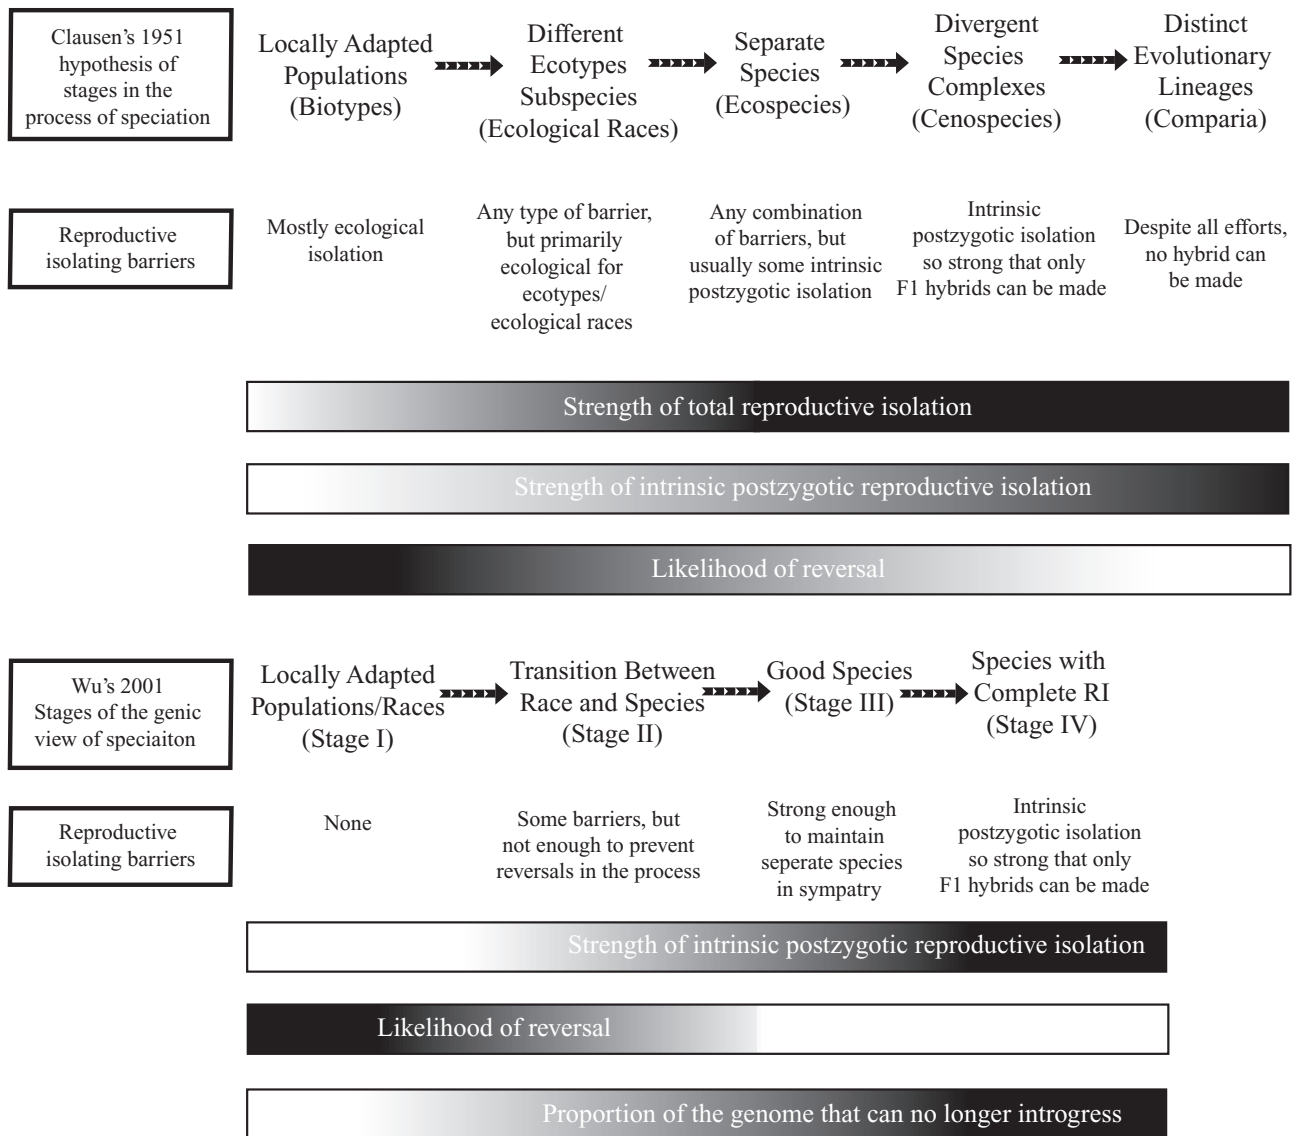 Clausen's 1951
hypothesis of
stages in the
process of speciation
Locally Adapted
Populations
(Biotypes)
Different
Ecotypes
Subspecies
(Ecological Races)
Separate
Species
(Ecospecies)
Divergent
Species
Complexes
(Cenospecies)
Distinct
Evolutionary
Lineages
(Comparia)
Reproductive
isolating barriers
Mostly ecological
isolation
Any type of barrier,
but primarily
ecological for
ecotypes/
ecological races
Any combination
of barriers, but
usually some intrinsic
postzygotic isolation
Intrinsic
postzygotic isolation
so strong that only
F1 hybrids can be made
Despite all efforts,
no hybrid can
be made
Strength of total reproductive isolation
Strength of intrinsic postzygotic reproductive isolation
Likelihood of reversal
Wu's 2001
Stages of the genic
view of speciaiton
Locally Adapted
Populations/Races
(Stage I)
Transition Between
Race and Species
(Stage II)
Good Species
(Stage III)
Species with
Complete RI
(Stage IV)
Reproductive
isolating barriers
None
Some barriers, but
not enough to prevent
reversals in the process
Strong enough
to maintain
seperate species
in sympatry
Intrinsic
postzygotic isolation
so strong that only
F1 hybrids can be made
Strength of intrinsic postzygotic reproductive isolation
Likelihood of reversal
Proportion of the genome that can no longer introgress